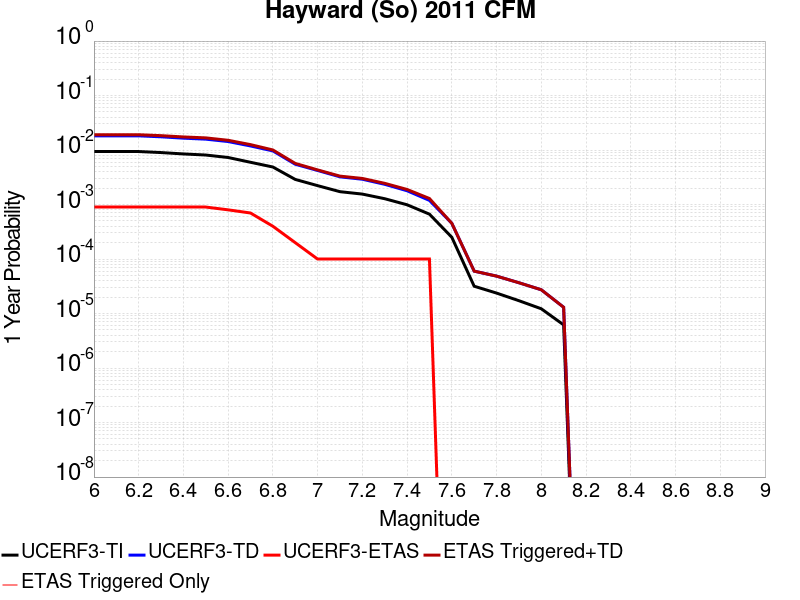 Hayward (So) 2011 CFM
10^0
10^-1
10^-2
10^-3
10^-4
10^-5
10^-6
10^-7
10^-8
1 Year Probability
6 6.2 6.4 6.6 6.8 7 7.2 7.4 7.6 7.8 8 8.2 8.4 8.6 8.8 9
Magnitude
UCERF3-TI UCERF3-TD UCERF3-ETAS ETAS Triggered+TD
ETAS Triggered Only